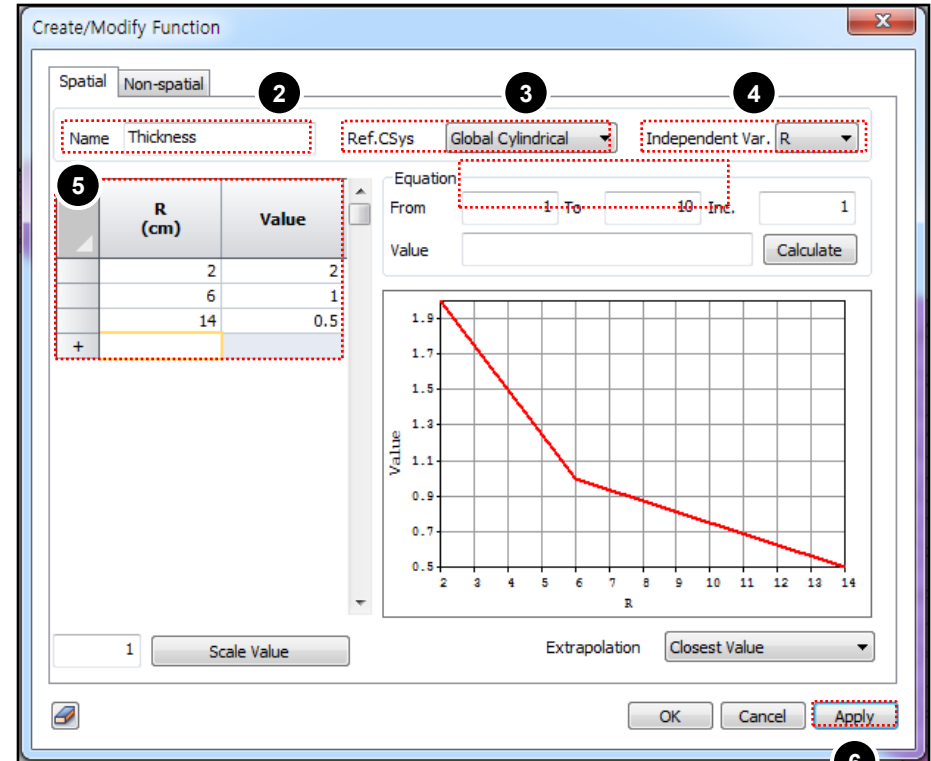 Create/Modify Function
Spatial Non-spatial
2 3 4
Name Thickness Ref.CSys Global Cylindrical Independent Var. R
5
R (cm) Value
2 2
6 1
14 0.5
+
Equation
From 1 To 10 Inc. 1
Value Calculate
1.9
1.7
1.5
1.3
1.1
0.9
0.7
0.5
Value
2 3 4 5 6 7 8 9 10 11 12 13 14
R
1 Scale Value Extrapolation Closest Value
OK Cancel Apply
6